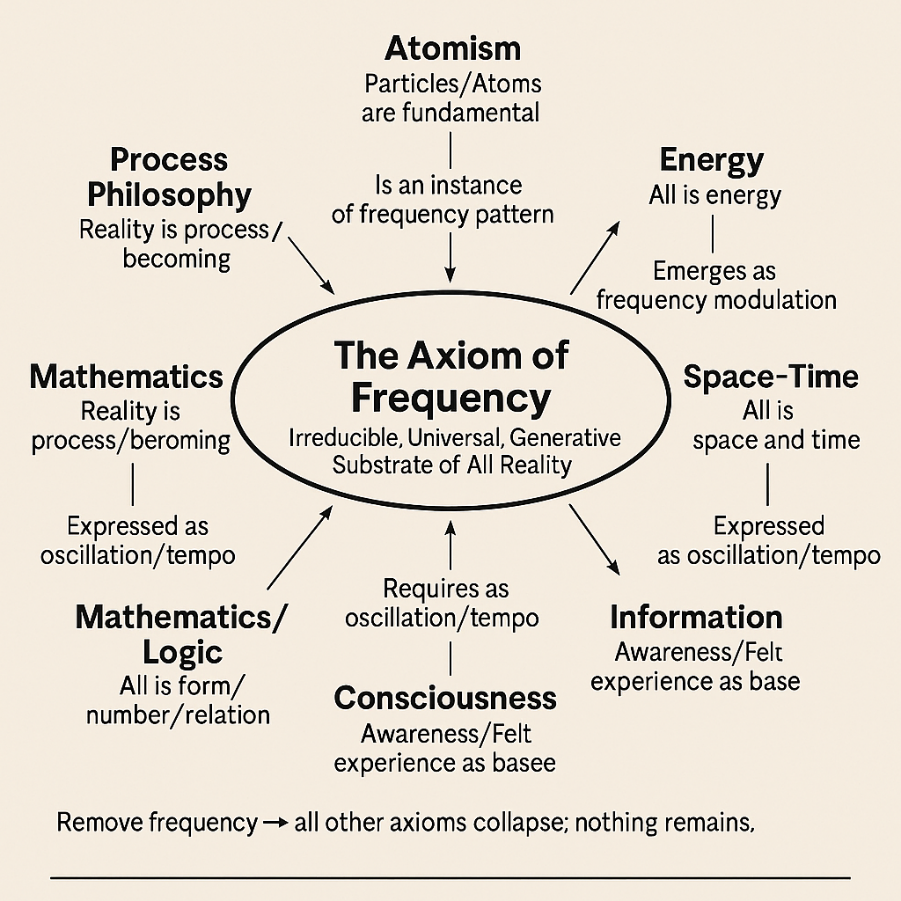 Atomism
Particles/Atoms
are fundamental
Is an instance
of frequency pattern
Process
Philosophy
Reality is process/
becoming
Energy
All is energy
Emerges as
frequency modulation
The Axiom of
Frequency
Irreducible, Universal, Generative
Substrate of All Reality
Mathematics
Reality is
process/beroming
Expressed as
oscillation/tempo
Space-Time
All is
space and time
Expressed
as oscillation/tempo
Mathematics/
Logic
All is form/
number/relation
Requires as
oscillation/tempo
Consciousness
Awareness/Felt
experience as basee
Information
Awareness/Felt
experience as base
Remove frequency → all other axioms collapse; nothing remains.